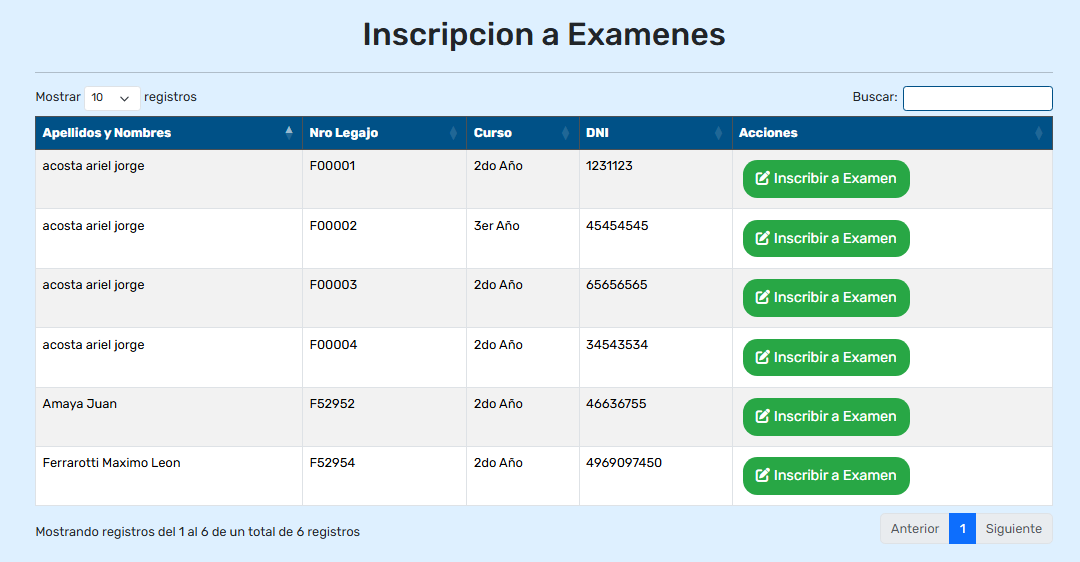 Inscripcion a Examenes
Mostrar 10 registros Buscar:
Apellidos y Nombres Nro Legajo Curso DNI Acciones
acosta ariel jorge F00001 2do Año 1231123 Inscribir a Examen
acosta ariel jorge F00002 3er Año 45454545 Inscribir a Examen
acosta ariel jorge F00003 2do Año 65656565 Inscribir a Examen
acosta ariel jorge F00004 2do Año 34543534 Inscribir a Examen
Amaya Juan F52952 2do Año 46636755 Inscribir a Examen
Ferrarotti Maximo Leon F52954 2do Año 4969097450 Inscribir a Examen
Mostrando registros del 1 al 6 de un total de 6 registros Anterior 1 Siguiente